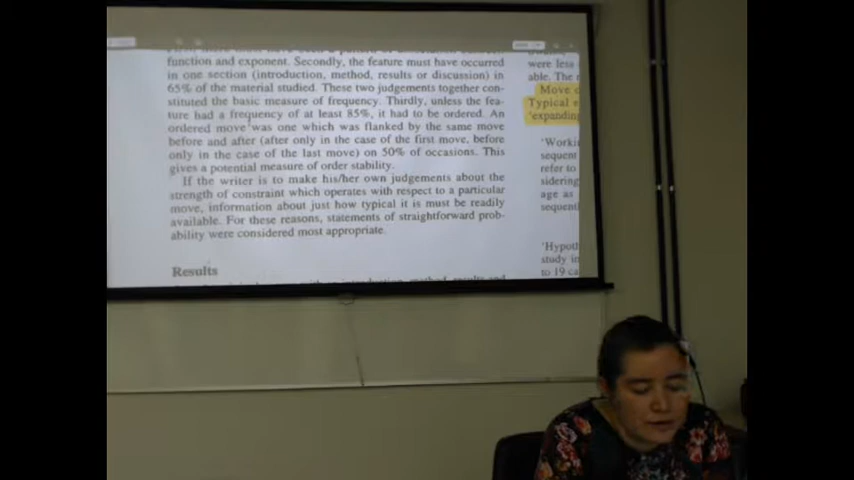 function and exponent. Secondly, the feature must have occurred
in one section (introduction, method, results or discussion) in
65% of the material studied. These two judgements together con-
stituted the basic measure of frequency. Thirdly, unless the fea-
ture had a frequency of at least 85%, it had to be ordered. An
ordered move was one which was flanked by the same move
before and after (after only in the case of the first move, before
only in the case of the last move) on 50% of occasions. This
gives a potential measure of order stability.
If the writer is to make his/her own judgements about the
strength of constraint which operates with respect to a particular
move, information about just how typical it is must be readily
available. For these reasons, statements of straightforward prob-
ability were considered most appropriate.
Results
were less
able. The
Move
Typical
'expanding
'Workin
sequent
refer to
sidering
age as
sequenti
'Hypoth
study in
to 19 ca